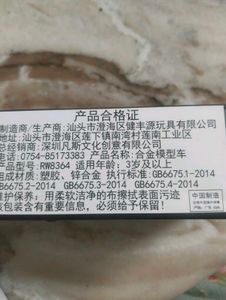 产品合格证
制造商/生产商：汕头市澄海区健丰源玩具有限公司
地址：汕头市澄海区莲下镇南湾村莲南工业区
总经销商：深圳凡斯文化创意有限公司
电话：0754-85173383 产品名称：合金模型车
产品型号：RW8364 年龄：3岁及以上
组成材质：塑胶、锌合金 执行标准：GB6675.1-2014
GB6675.2-2014 GB6675.3-2014 GB6675.4-2014
维护保养：用柔软洁净的布擦拭表面污迹
该包装含有重要信息，必须给予保留！
中国制造